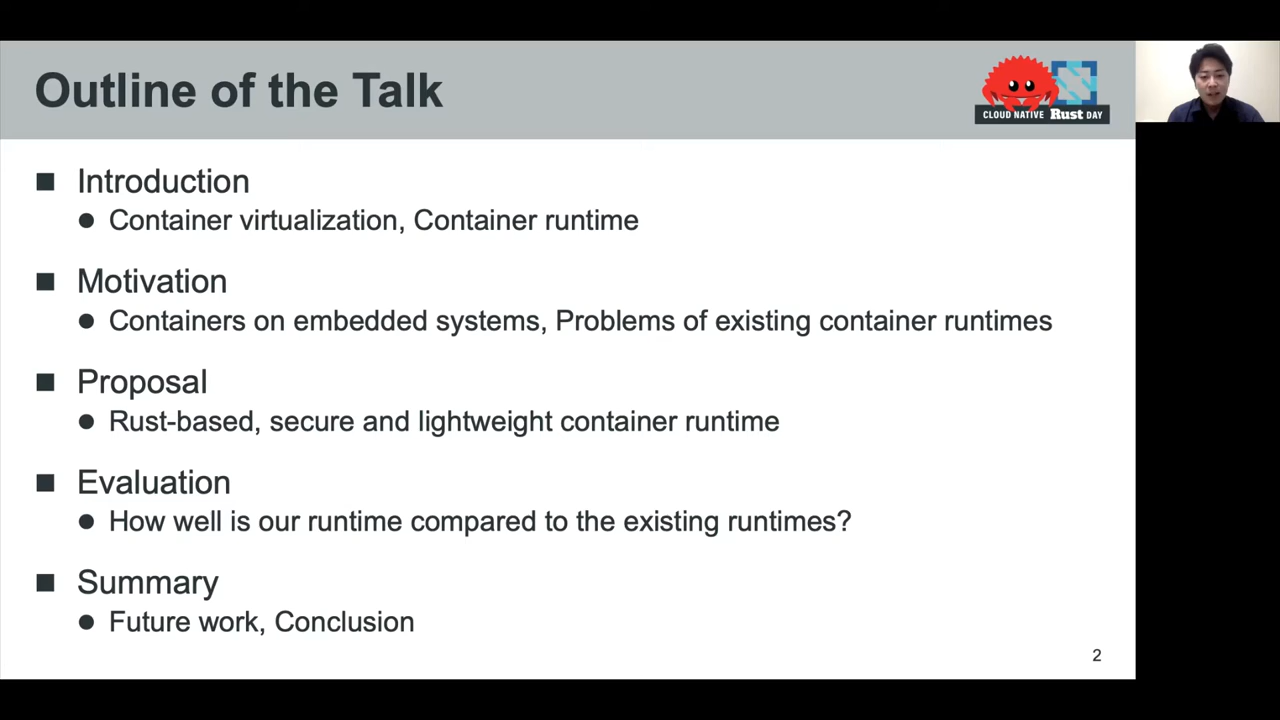 Outline of the Talk
CLOUD NATIVE Rust DAY
■ Introduction
● Container virtualization, Container runtime
■ Motivation
● Containers on embedded systems, Problems of existing container runtimes
■ Proposal
● Rust-based, secure and lightweight container runtime
■ Evaluation
● How well is our runtime compared to the existing runtimes?
■ Summary
● Future work, Conclusion
2